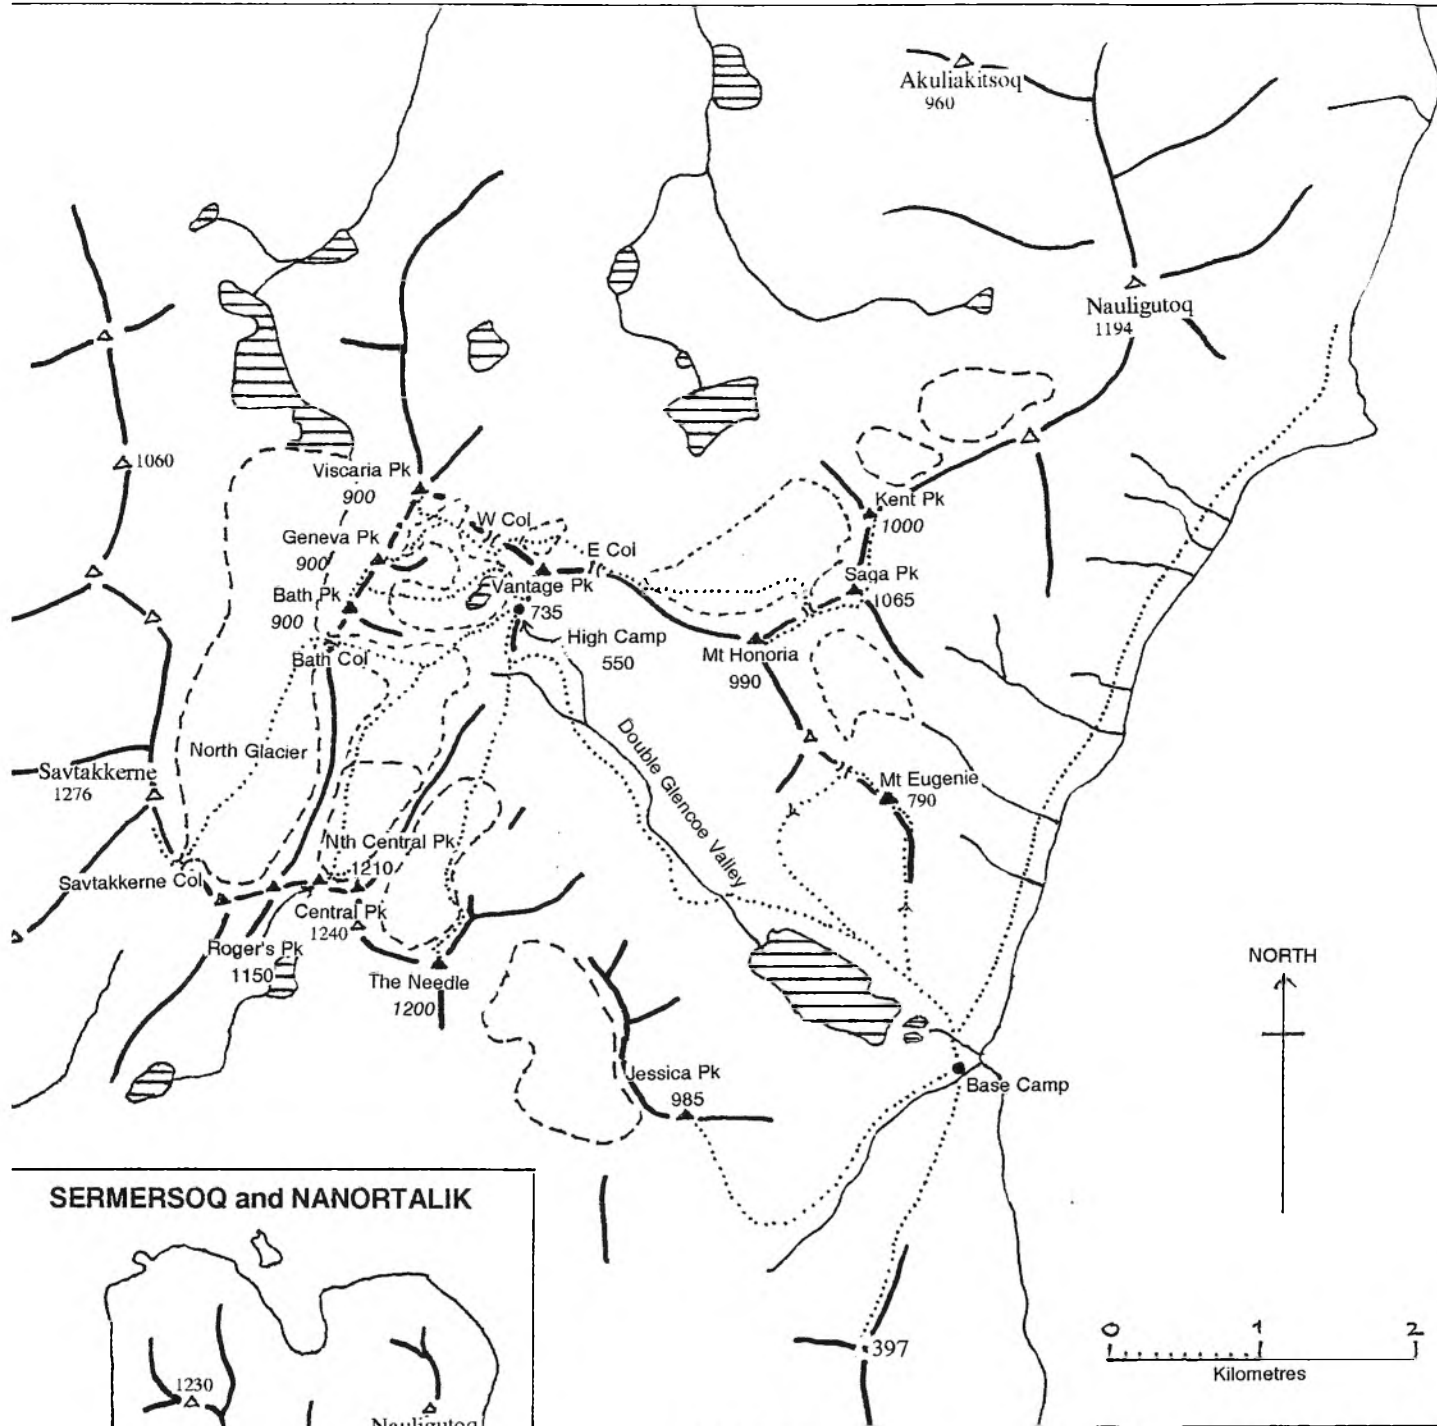 Akuliakitsoq
960
Nauligutoq
1194
1060
Viscaria Pk
900
Kent Pk
1000
W Col
Geneva Pk
900
E Col
Saga Pk
1065
Vantage Pk
735
Bath Pk
900
High Camp
550
Bath Col
Mt Honoria
990
Double Glencoe Valley
North Glacier
Savtakkerne
1276
Mt Eugenie
790
Nth Central Pk
1210
Savtakkerne Col
Central Pk
1240
Roger's Pk
1150
The Needle
1200
NORTH
Jessica Pk
985
Base Camp
SERMERSOQ and NANORTALIK
397
0 1 2
Kilometres
1230
Nauligutoq